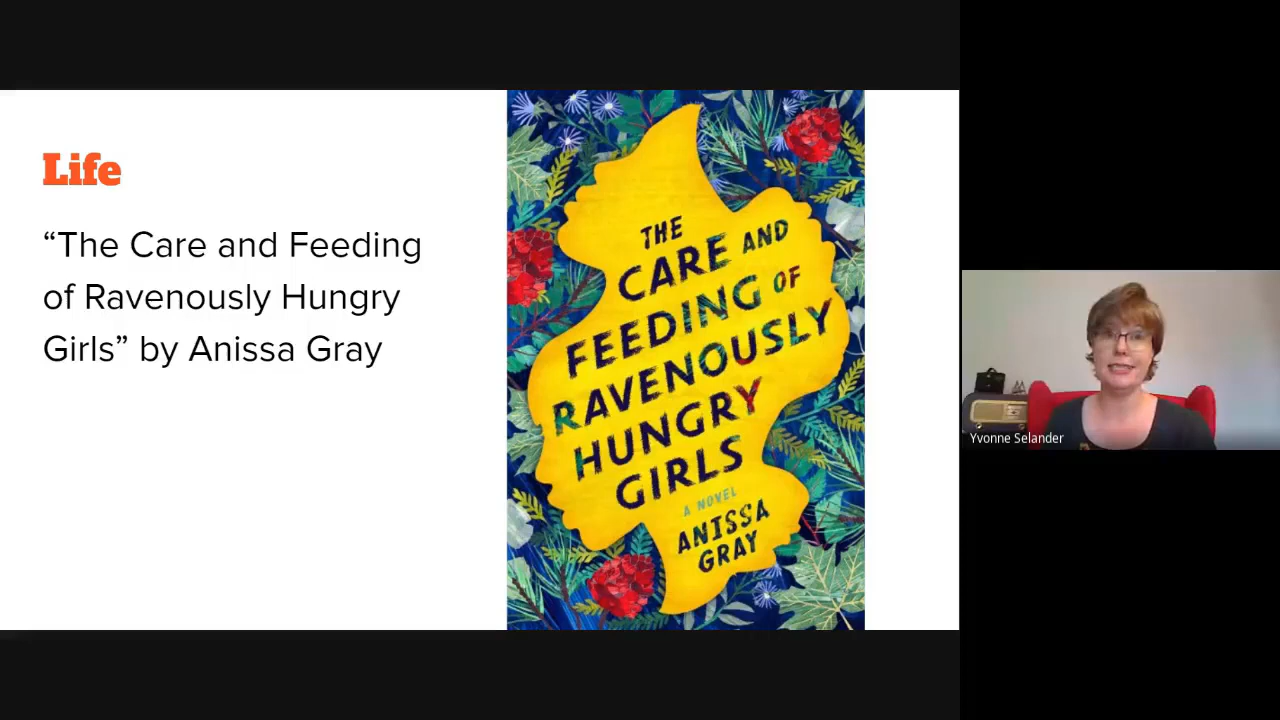 Life
“The Care and Feeding
of Ravenously Hungry
Girls” by Anissa Gray
THE
CARE AND
FEEDING OF
RAVENOUSLY
HUNGRY
GIRLS
A NOVEL
ANISSA
GRAY
Yvonne Selander